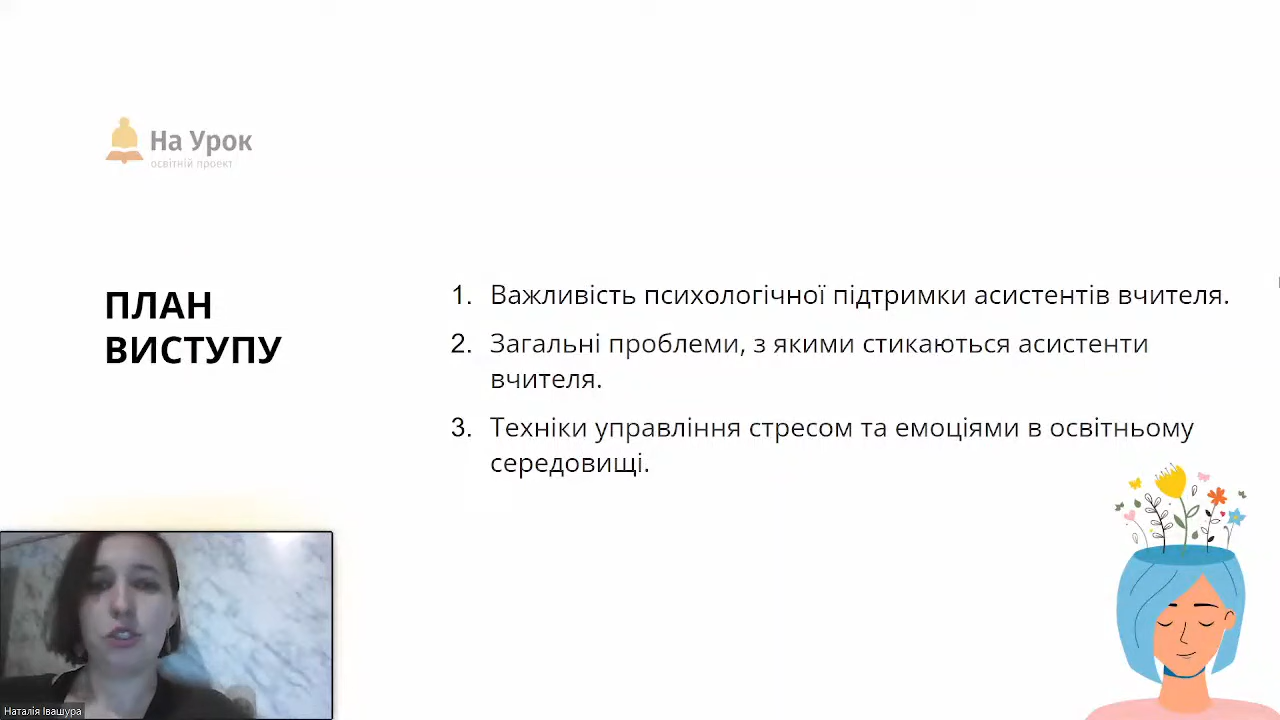 На Урок
освітній проект
ПЛАН
ВИСТУПУ
1. Важливість психологічної підтримки асистентів вчителя.
2. Загальні проблеми, з якими стикаються асистенти
вчителя.
3. Техніки управління стресом та емоціями в освітньому
середовищі.
Наталія Івашура